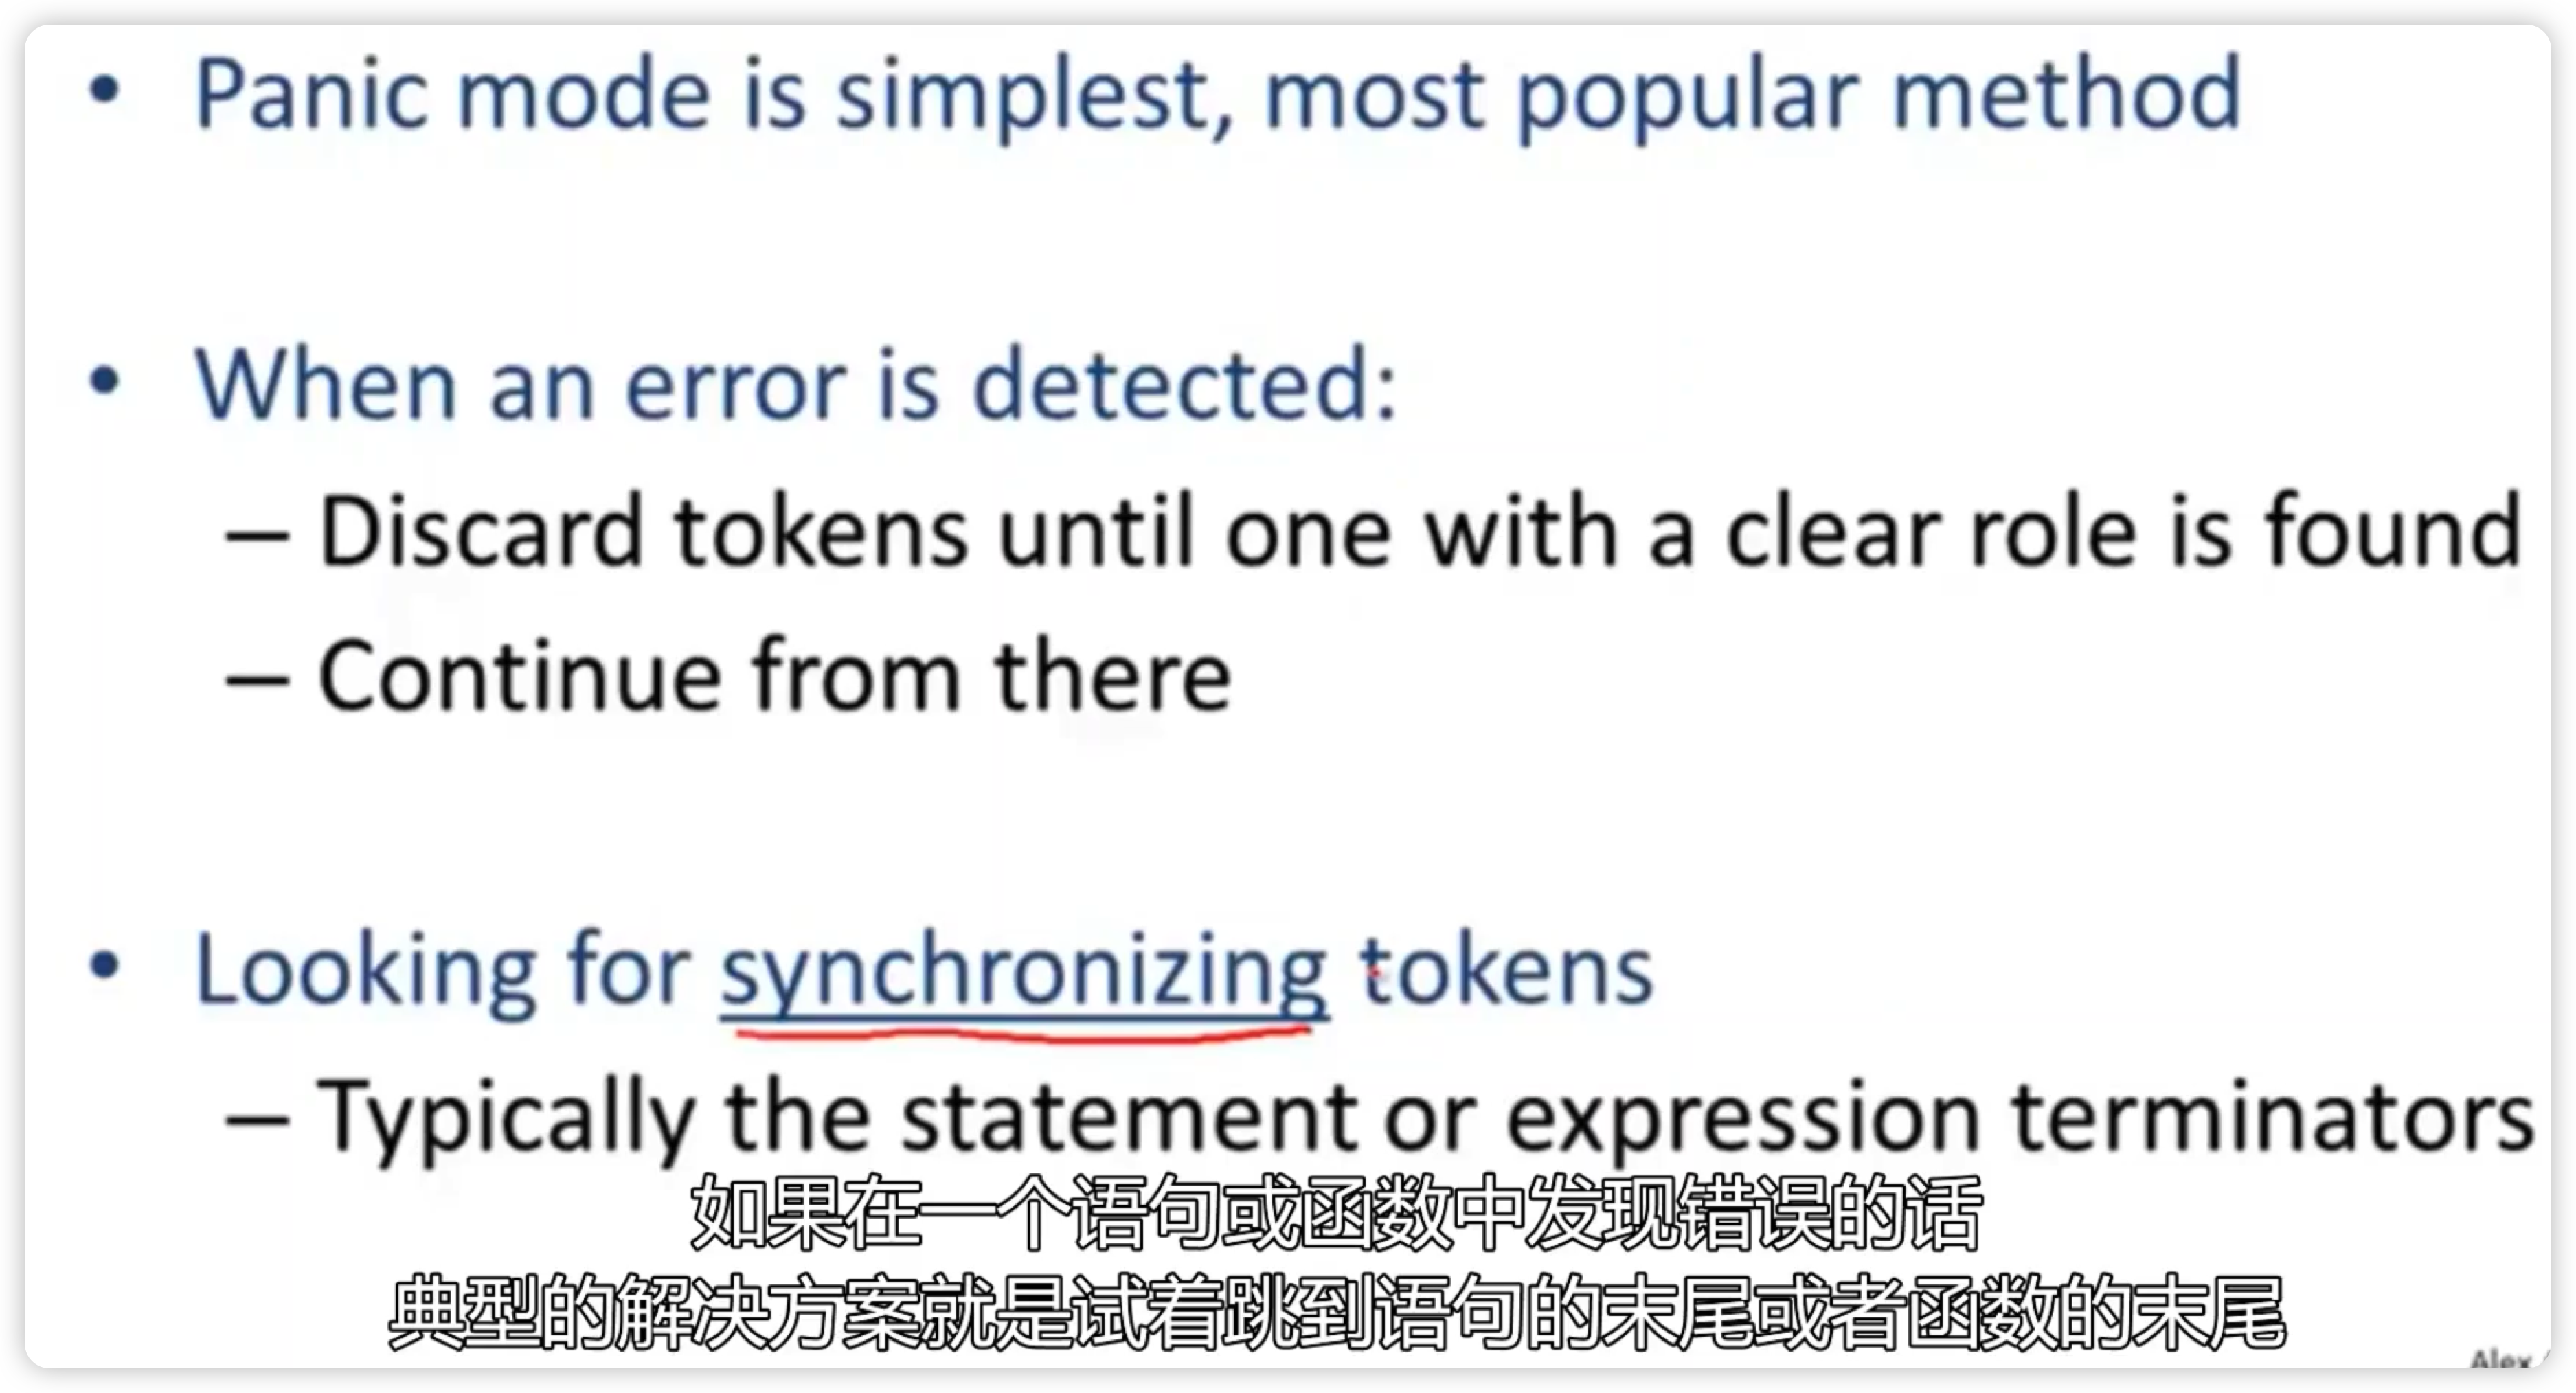 • Panic mode is simplest, most popular method
• When an error is detected:
– Discard tokens until one with a clear role is found
– Continue from there
• Looking for synchronizing tokens
– Typically the statement or expression terminators
如果在一个语句或函数中发现错误的话
典型的解决方案就是试着跳到语句的末尾或者函数的末尾
Alex